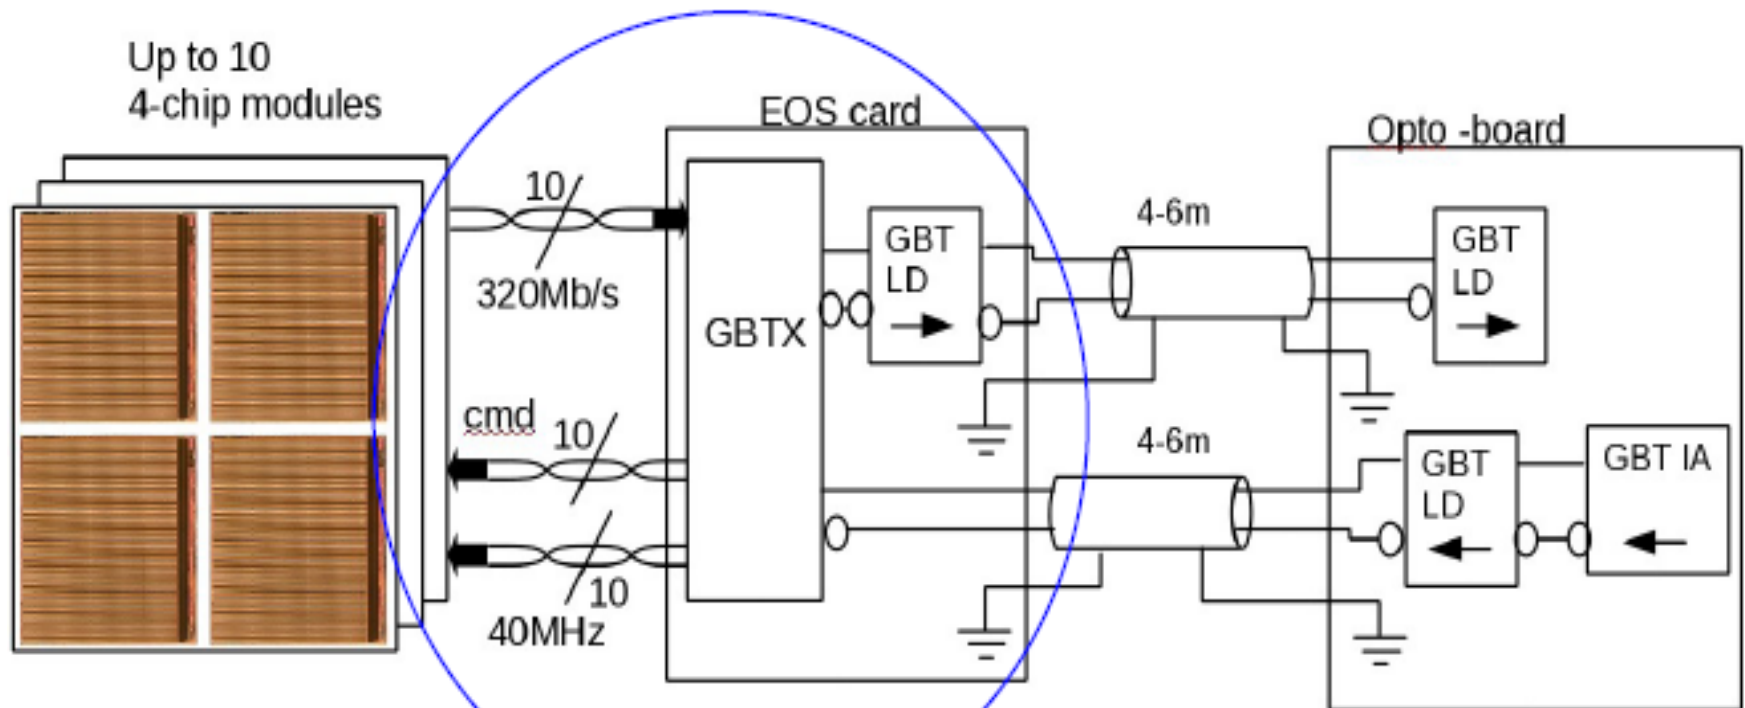 Up to 10
4-chip modules
EOS card
Opto -board
10
320Mb/s
GBTX
GBT
LD
4-6m
GBT
LD
cmd
10
10
40MHz
4-6m
GBT
LD
GBT IA